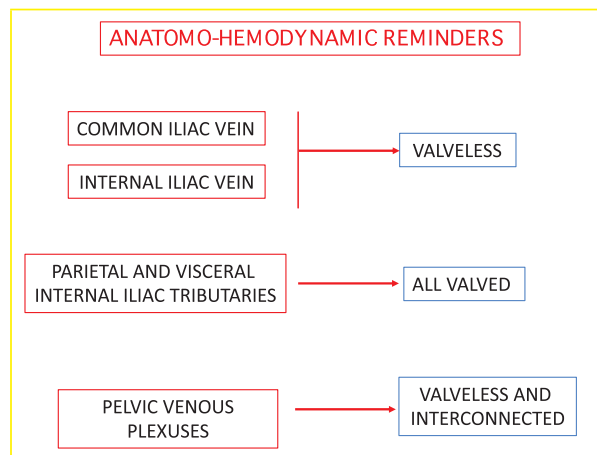 ANATOMO-HEMODYNAMIC REMINDERS
COMMON ILIAC VEIN
INTERNAL ILIAC VEIN
VALVELESS
PARIETAL AND VISCERAL
INTERNAL ILIAC TRIBUTARIES
ALL VALVED
PELVIC VENOUS
PLEXUSES
VALVELESS AND
INTERCONNECTED